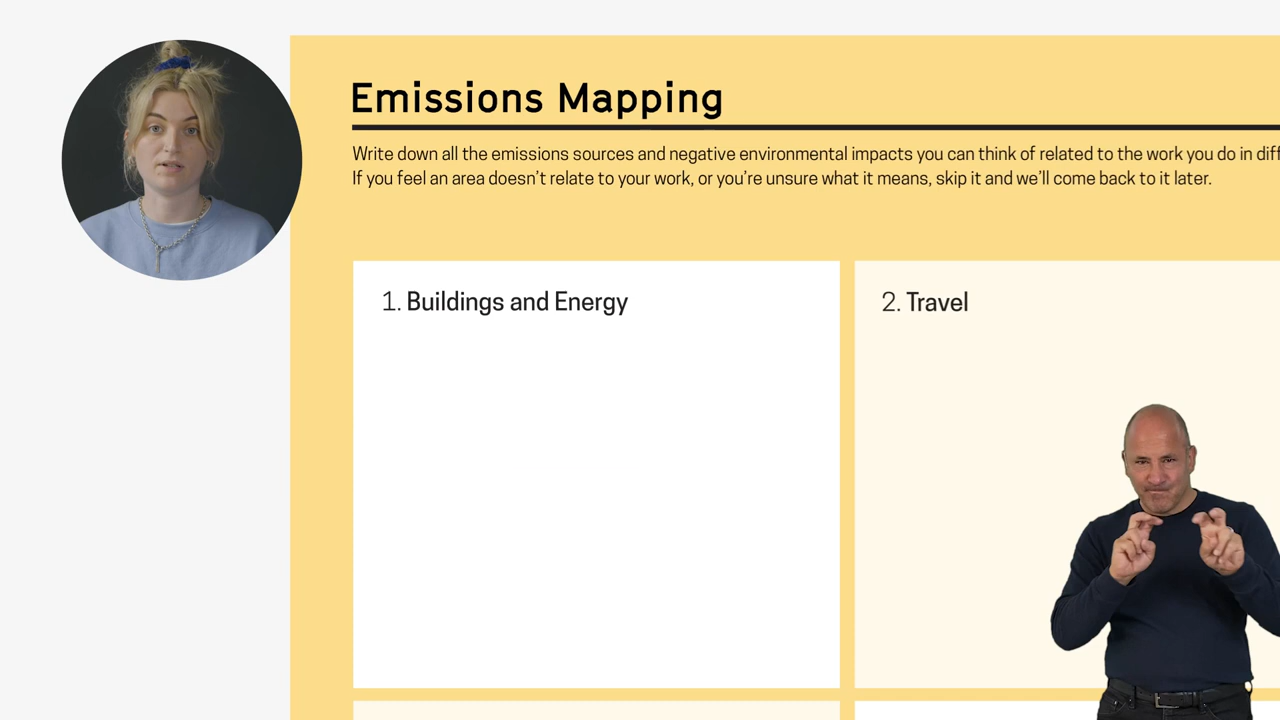 Emissions Mapping
Write down all the emissions sources and negative environmental impacts you can think of related to the work you do in
If you feel an area doesn’t relate to your work, or you’re unsure what it means, skip it and we’ll come back to it later.
1. Buildings and Energy
2. Travel